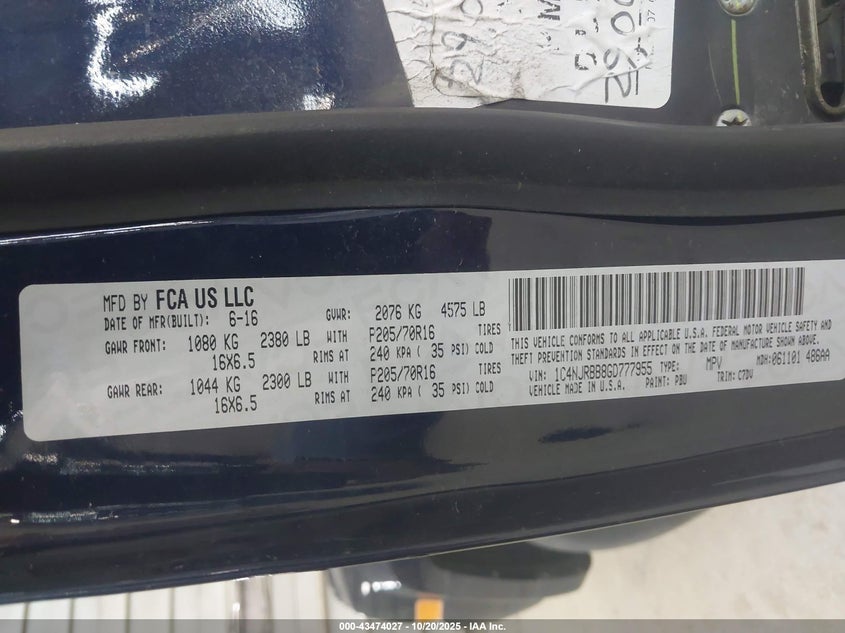 MFD BY FCA US LLC
DATE OF MFR(BUILT): 6-16 GVWR: 2076 KG 4575 LB
GAWR FRONT: 1080 KG 2380 LB WITH P205/70R16 TIRES
16X6.5 RIMS AT 240 KPA ( 35 PSI) COLD
GAWR REAR: 1044 KG 2300 LB WITH P205/70R16 TIRES
16X6.5 RIMS AT 240 KPA ( 35 PSI) COLD
THIS VEHICLE CONFORMS TO ALL APPLICABLE U.S.A. FEDERAL MOTOR VEHICLE SAFETY AND
THEFT PREVENTION STANDARDS IN EFFECT ON THE DATE OF MANUFACTURE SHOWN ABOVE.
VIN: 1C4NJRBB8GD777955 TYPE: MPV MDH:061101 486AA
VEHICLE MADE IN U.S.A. PAINT: PBU TRIM: C7DV
000-43474027 - 10/20/2025 - IAA Inc.